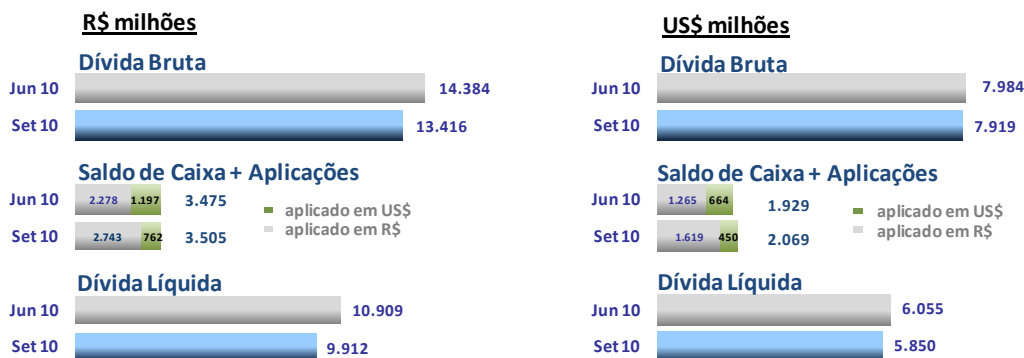 R$ milhões
Dívida Bruta
Jun 10 14.384
Set 10 13.416
Saldo de Caixa + Aplicações
Jun 10 2.278 1.197 3.475
aplicado em US$
aplicado em R$
Set 10 2.743 762 3.505
Dívida Líquida
Jun 10 10.909
Set 10 9.912
US$ milhões
Dívida Bruta
Jun 10 7.984
Set 10 7.919
Saldo de Caixa + Aplicações
Jun 10 1.265 664 1.929
aplicado em US$
aplicado em R$
Set 10 1.619 450 2.069
Dívida Líquida
Jun 10 6.055
Set 10 5.850